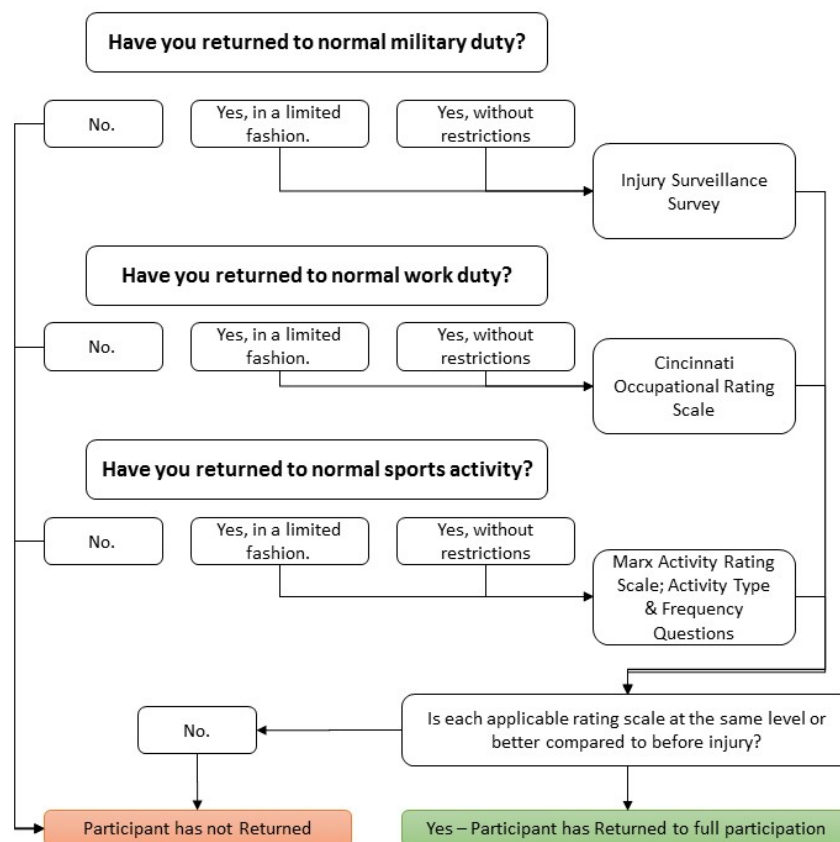 Have you returned to normal military duty?
No.
Yes, in a limited
fashion.
Yes, without
restrictions
Injury Surveillance
Survey
Have you returned to normal work duty?
No.
Yes, in a limited
fashion.
Yes, without
restrictions
Cincinnati
Occupational Rating
Scale
Have you returned to normal sports activity?
No.
Yes, in a limited
fashion.
Yes, without
restrictions
Marx Activity Rating
Scale; Activity Type
& Frequency
Questions
Is each applicable rating scale at the same level or
better compared to before injury?
No.
Participant has not Returned
Yes – Participant has Returned to full participation